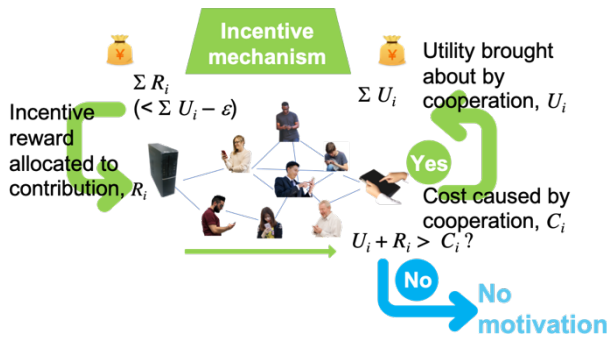 Incentive
mechanism
¥
¥
Σ R_i
(< Σ U_i − ε)
Σ U_i
Utility brought
about by
cooperation, U_i
Incentive
reward
allocated to
contribution, R_i
Yes
Cost caused by
cooperation, C_i
U_i + R_i > C_i ?
No
No
motivation